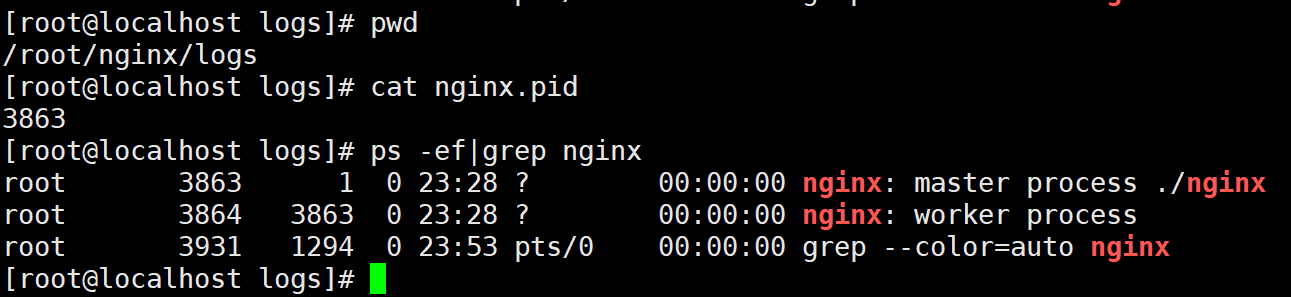 [root@localhost logs]# pwd
/root/nginx/logs
[root@localhost logs]# cat nginx.pid
3863
[root@localhost logs]# ps -ef|grep nginx
root       3863      1  0 23:28 ?        00:00:00 nginx: master process ./nginx
root       3864   3863  0 23:28 ?        00:00:00 nginx: worker process
root       3931   1294  0 23:53 pts/0    00:00:00 grep --color=auto nginx
[root@localhost logs]#